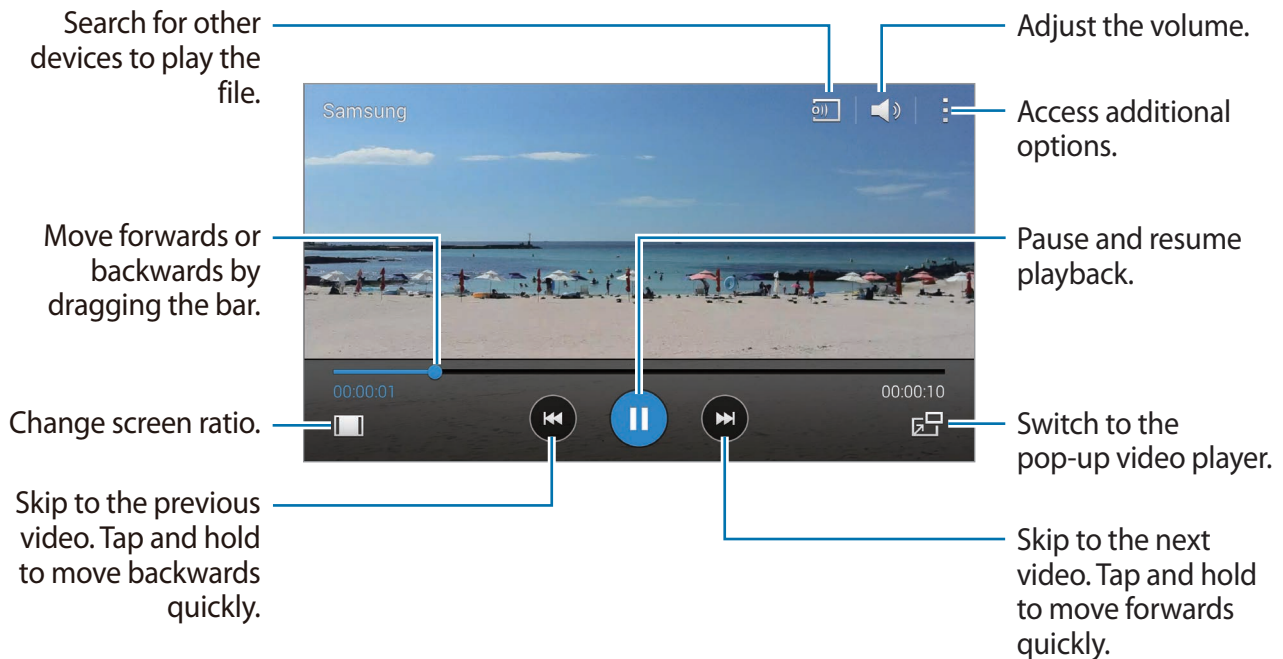 Search for other
devices to play the
file.
Adjust the volume.
Samsung
Access additional
options.
Move forwards or
backwards by
dragging the bar.
Pause and resume
playback.
00:00:01
00:00:10
Change screen ratio.
Switch to the
pop-up video player.
Skip to the previous
video. Tap and hold
to move backwards
quickly.
Skip to the next
video. Tap and hold
to move forwards
quickly.